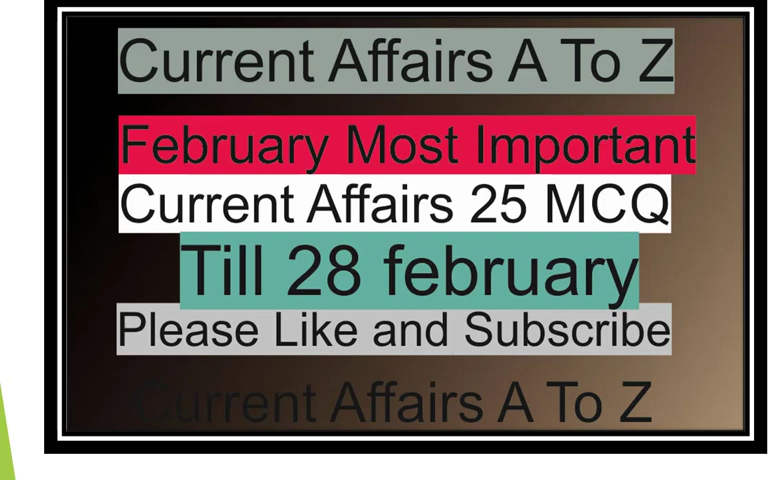 Current Affairs A To Z
February Most Important
Current Affairs 25 MCQ
Till 28 february
Please Like and Subscribe
Current Affairs A To Z